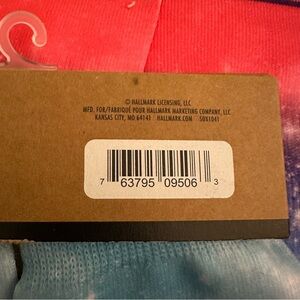 © HALLMARK LICENSING, LLC
MFD. FOR/FABRIQUÉ POUR HALLMARK MARKETING COMPANY, LLC
KANSAS CITY, MO 64141 HALLMARK.COM 5OX1041
7 63795 09506 3